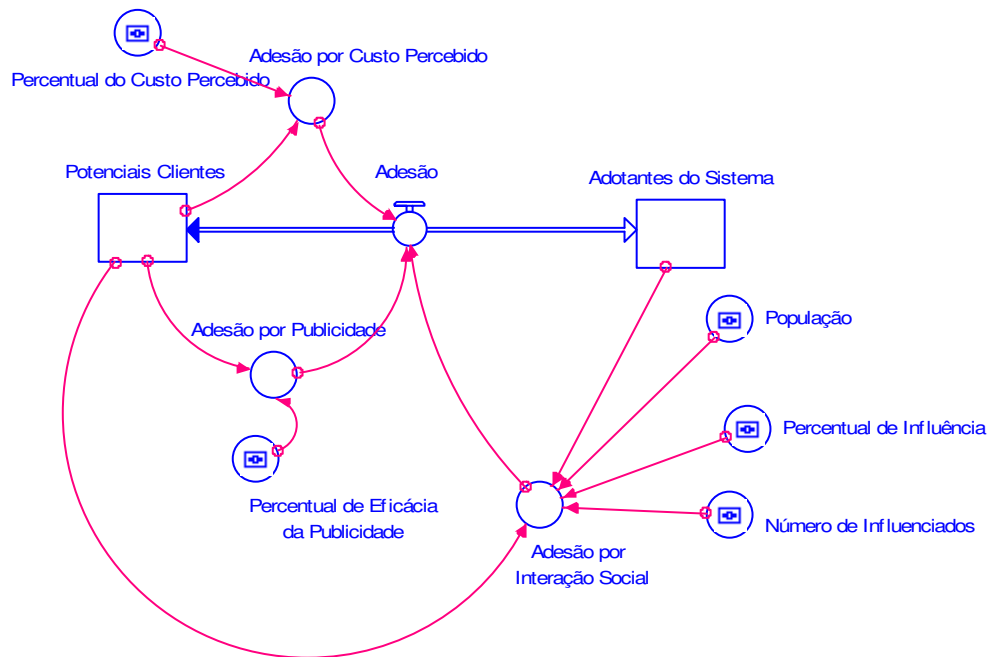 Adesão por Custo Percebido
Percentual do Custo Percebido
Potenciais Clientes
Adesão
Adotantes do Sistema
População
Adesão por Publicidade
Percentual de Influência
Percentual de Eficácia
da Publicidade
Número de Influenciados
Adesão por
Interação Social